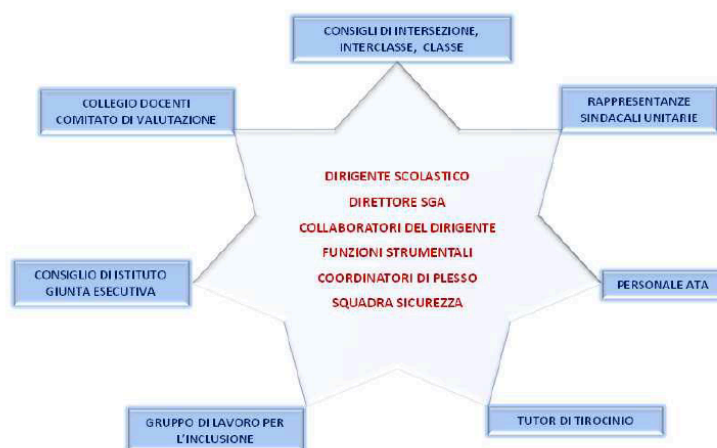 CONSIGLI DI INTERSEZIONE,
INTERCLASSE, CLASSE
COLLEGIO DOCENTI
COMITATO DI VALUTAZIONE
RAPPRESENTANZE
SINDACALI UNITARIE
DIRIGENTE SCOLASTICO
DIRETTORE SGA
COLLABORATORI DEL DIRIGENTE
FUNZIONI STRUMENTALI
COORDINATORI DI PLESSO
SQUADRA SICUREZZA
CONSIGLIO DI ISTITUTO
GIUNTA ESECUTIVA
PERSONALE ATA
GRUPPO DI LAVORO PER
L'INCLUSIONE
TUTOR DI TIROCINIO